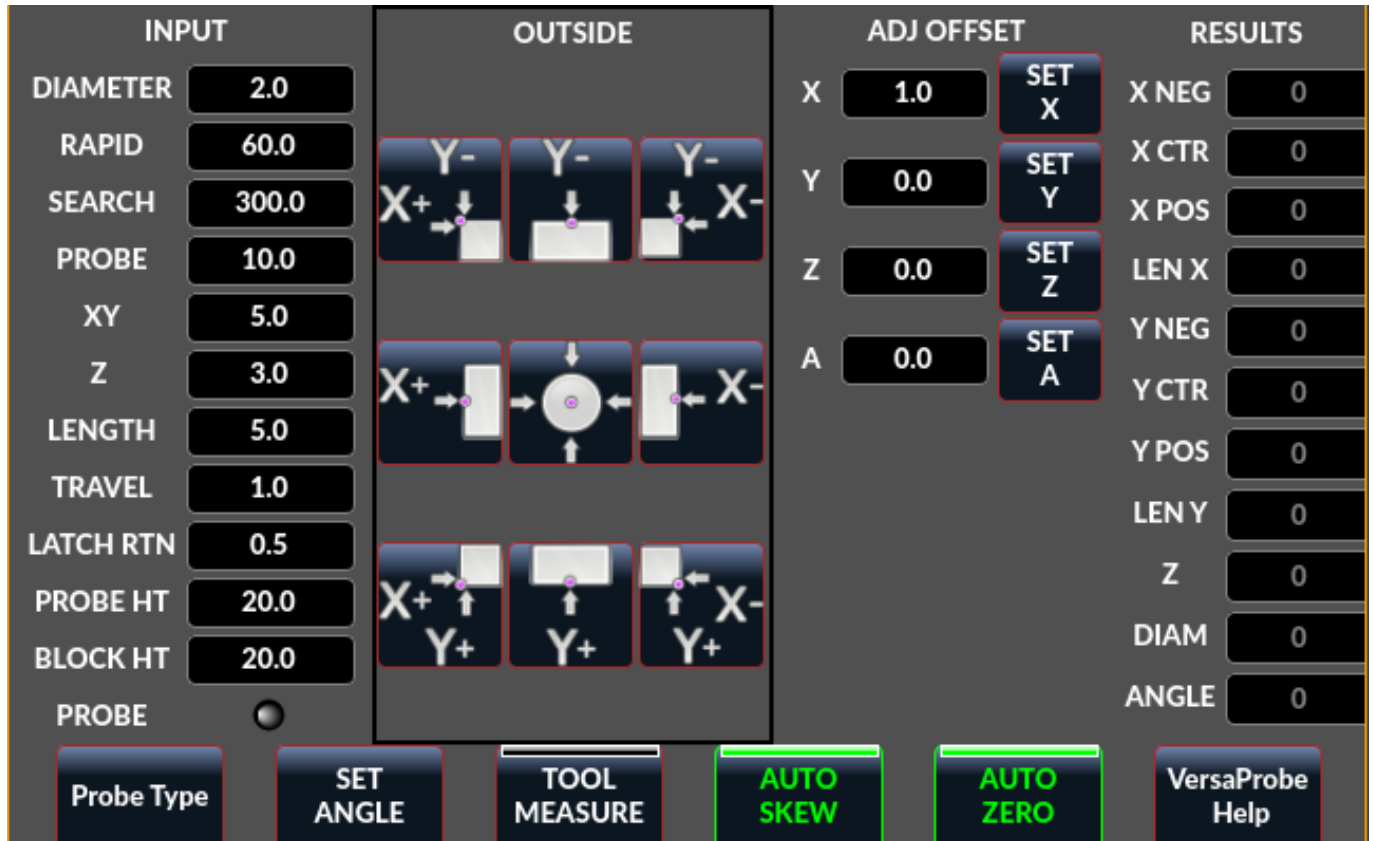 INPUT
DIAMETER 2.0
RAPID 60.0
SEARCH 300.0
PROBE 10.0
XY 5.0
Z 3.0
LENGTH 5.0
TRAVEL 1.0
LATCH RTN 0.5
PROBE HT 20.0
BLOCK HT 20.0
PROBE
OUTSIDE
Y- Y- Y-
X+ X-
X+ X-
X+ X-
Y+ Y+ Y+
ADJ OFFSET
X 1.0 SET
X
Y 0.0 SET
Y
Z 0.0 SET
Z
A 0.0 SET
A
RESULTS
X NEG 0
X CTR 0
X POS 0
LEN X 0
Y NEG 0
Y CTR 0
Y POS 0
LEN Y 0
Z 0
DIAM 0
ANGLE 0
Probe Type
SET
ANGLE
TOOL
MEASURE
AUTO
SKEW
AUTO
ZERO
VersaProbe
Help